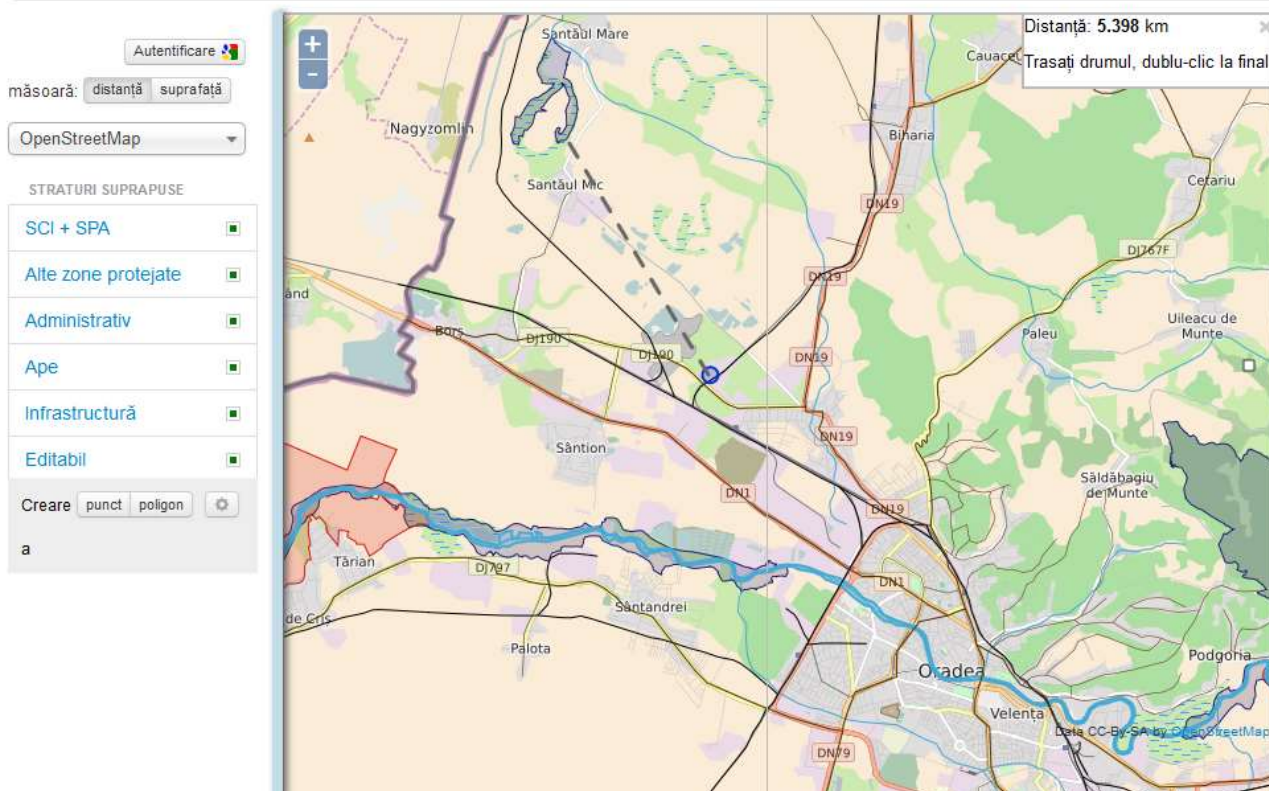 Autentificare
măsoară: distanță suprafață
OpenStreetMap
STRATURI SUPRAPUSE
SCI + SPA
Alte zone protejate
Administrativ
Ape
Infrastructură
Editabil
Creare punct poligon
a
+
−
Distanță: 5.398 km
Trasați drumul, dublu-clic la final
Santăul Mare
Nagyzomlin
Biharia
Santăul Mic
Cetariu
DN19
DJ767F
DN19
Uileacu de
Munte
Borș
DJ190
DJ190
DN19
Paleu
DN19
Sântion
Săldăbagiu
de Munte
DN1
DN19
Tărian
DJ797
DN1
de Criș
Sântandrei
Palota
Podgoria
Oradea
Velența
Data CC-By-SA by OpenStreetMap
DN79